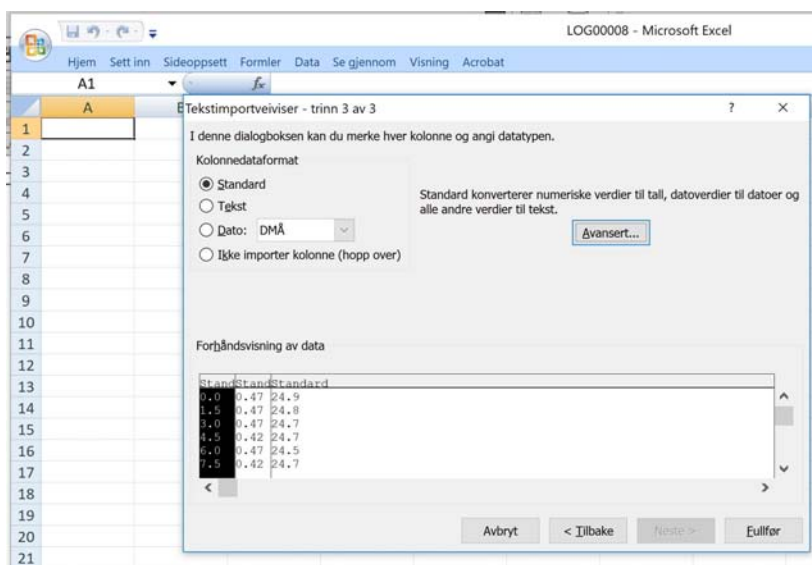 LOG00008 - Microsoft Excel
Hjem Sett inn Sideoppsett Formler Data Se gjennom Visning Acrobat
A1 fx
A
Tekstimportveiviser - trinn 3 av 3 ? ×
I denne dialogboksen kan du merke hver kolonne og angi datatypen.
Kolonnedataformat
Standard
Tekst
Dato: DMÅ
Ikke importer kolonne (hopp over)
Standard konverterer numeriske verdier til tall, datoverdier til datoer og
alle andre verdier til tekst.
Avansert...
Forhåndsvisning av data
Stand Stand Standard
0.0 0.47 24.9
1.5 0.47 24.8
3.0 0.47 24.7
4.5 0.42 24.7
6.0 0.47 24.5
7.5 0.42 24.7
Avbryt < Tilbake Neste > Fullfør
1
2
3
4
5
6
7
8
9
10
11
12
13
14
15
16
17
18
19
20
21